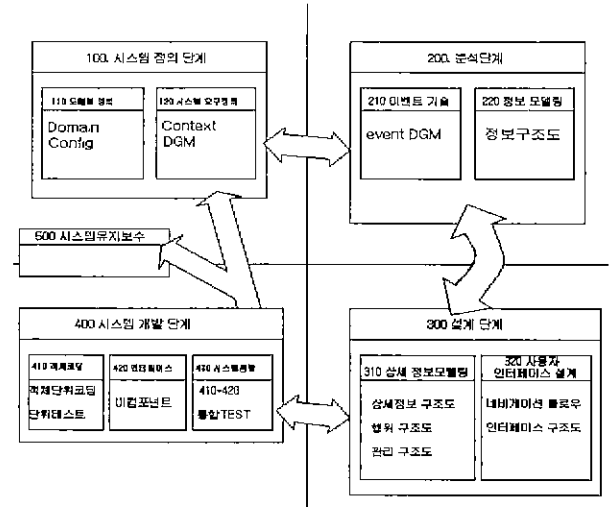 100. 시스템 정의 단계
110 도메인 정의
Domain
Config
120 시스템 요구정의
Context
DGM
200. 분석단계
210 이벤트 기술
event DGM
220 정보 모델링
정보구조도
500 시스템유지보수
400 시스템 개발 단계
410 객체코딩
객체단위코딩
단위테스트
420 인터페이스
UI컴포넌트
430 시스템통합
410+420
통합TEST
300 설계 단계
310 상세 정보모델링
상세정보 구조도
행위 구조도
관리 구조도
320 사용자
인터페이스 설계
네비게이션 플로우
인터페이스 구조도